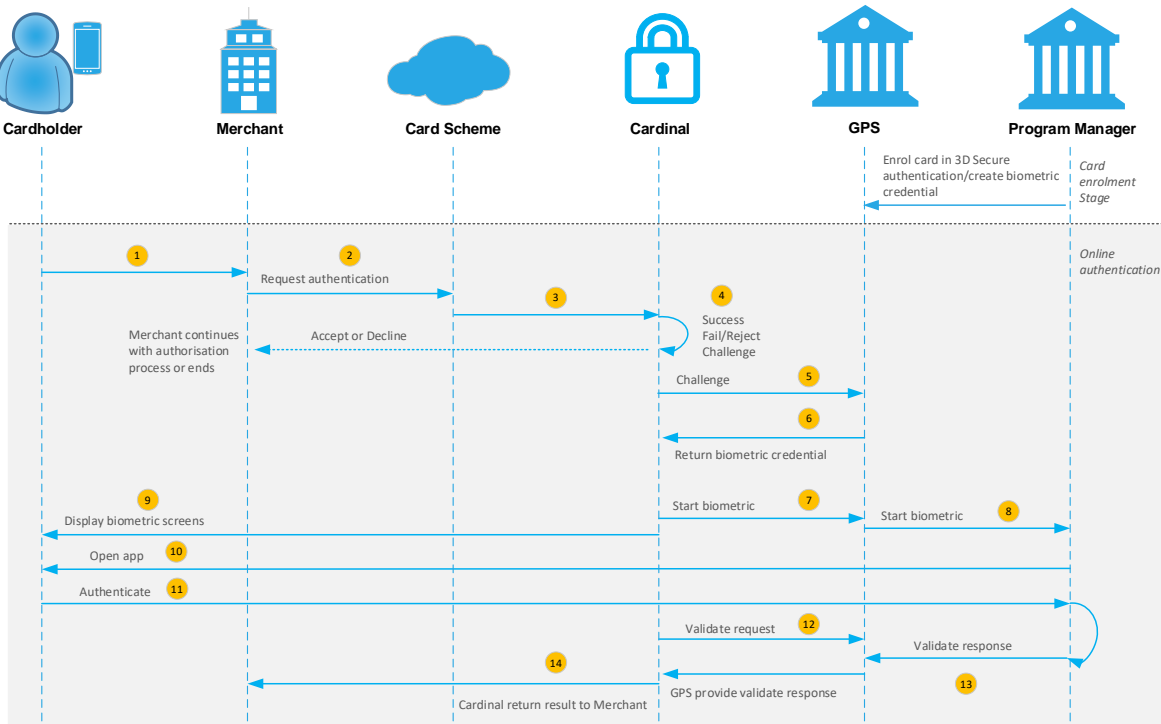 Cardholder
Merchant
Card Scheme
Cardinal
GPS
Program Manager
Enrol card in 3D Secure
authentication/create biometric
credential
Card
enrolment
Stage
Online
authentication
1
2
Request authentication
3
4
Success
Fail/Reject
Challenge
Merchant continues
with authorisation
process or ends
Accept or Decline
Challenge
5
6
Return biometric credential
9
Display biometric screens
Start biometric
7
Start biometric
8
Open app
10
Authenticate
11
Validate request
12
Validate response
13
14
GPS provide validate response
Cardinal return result to Merchant